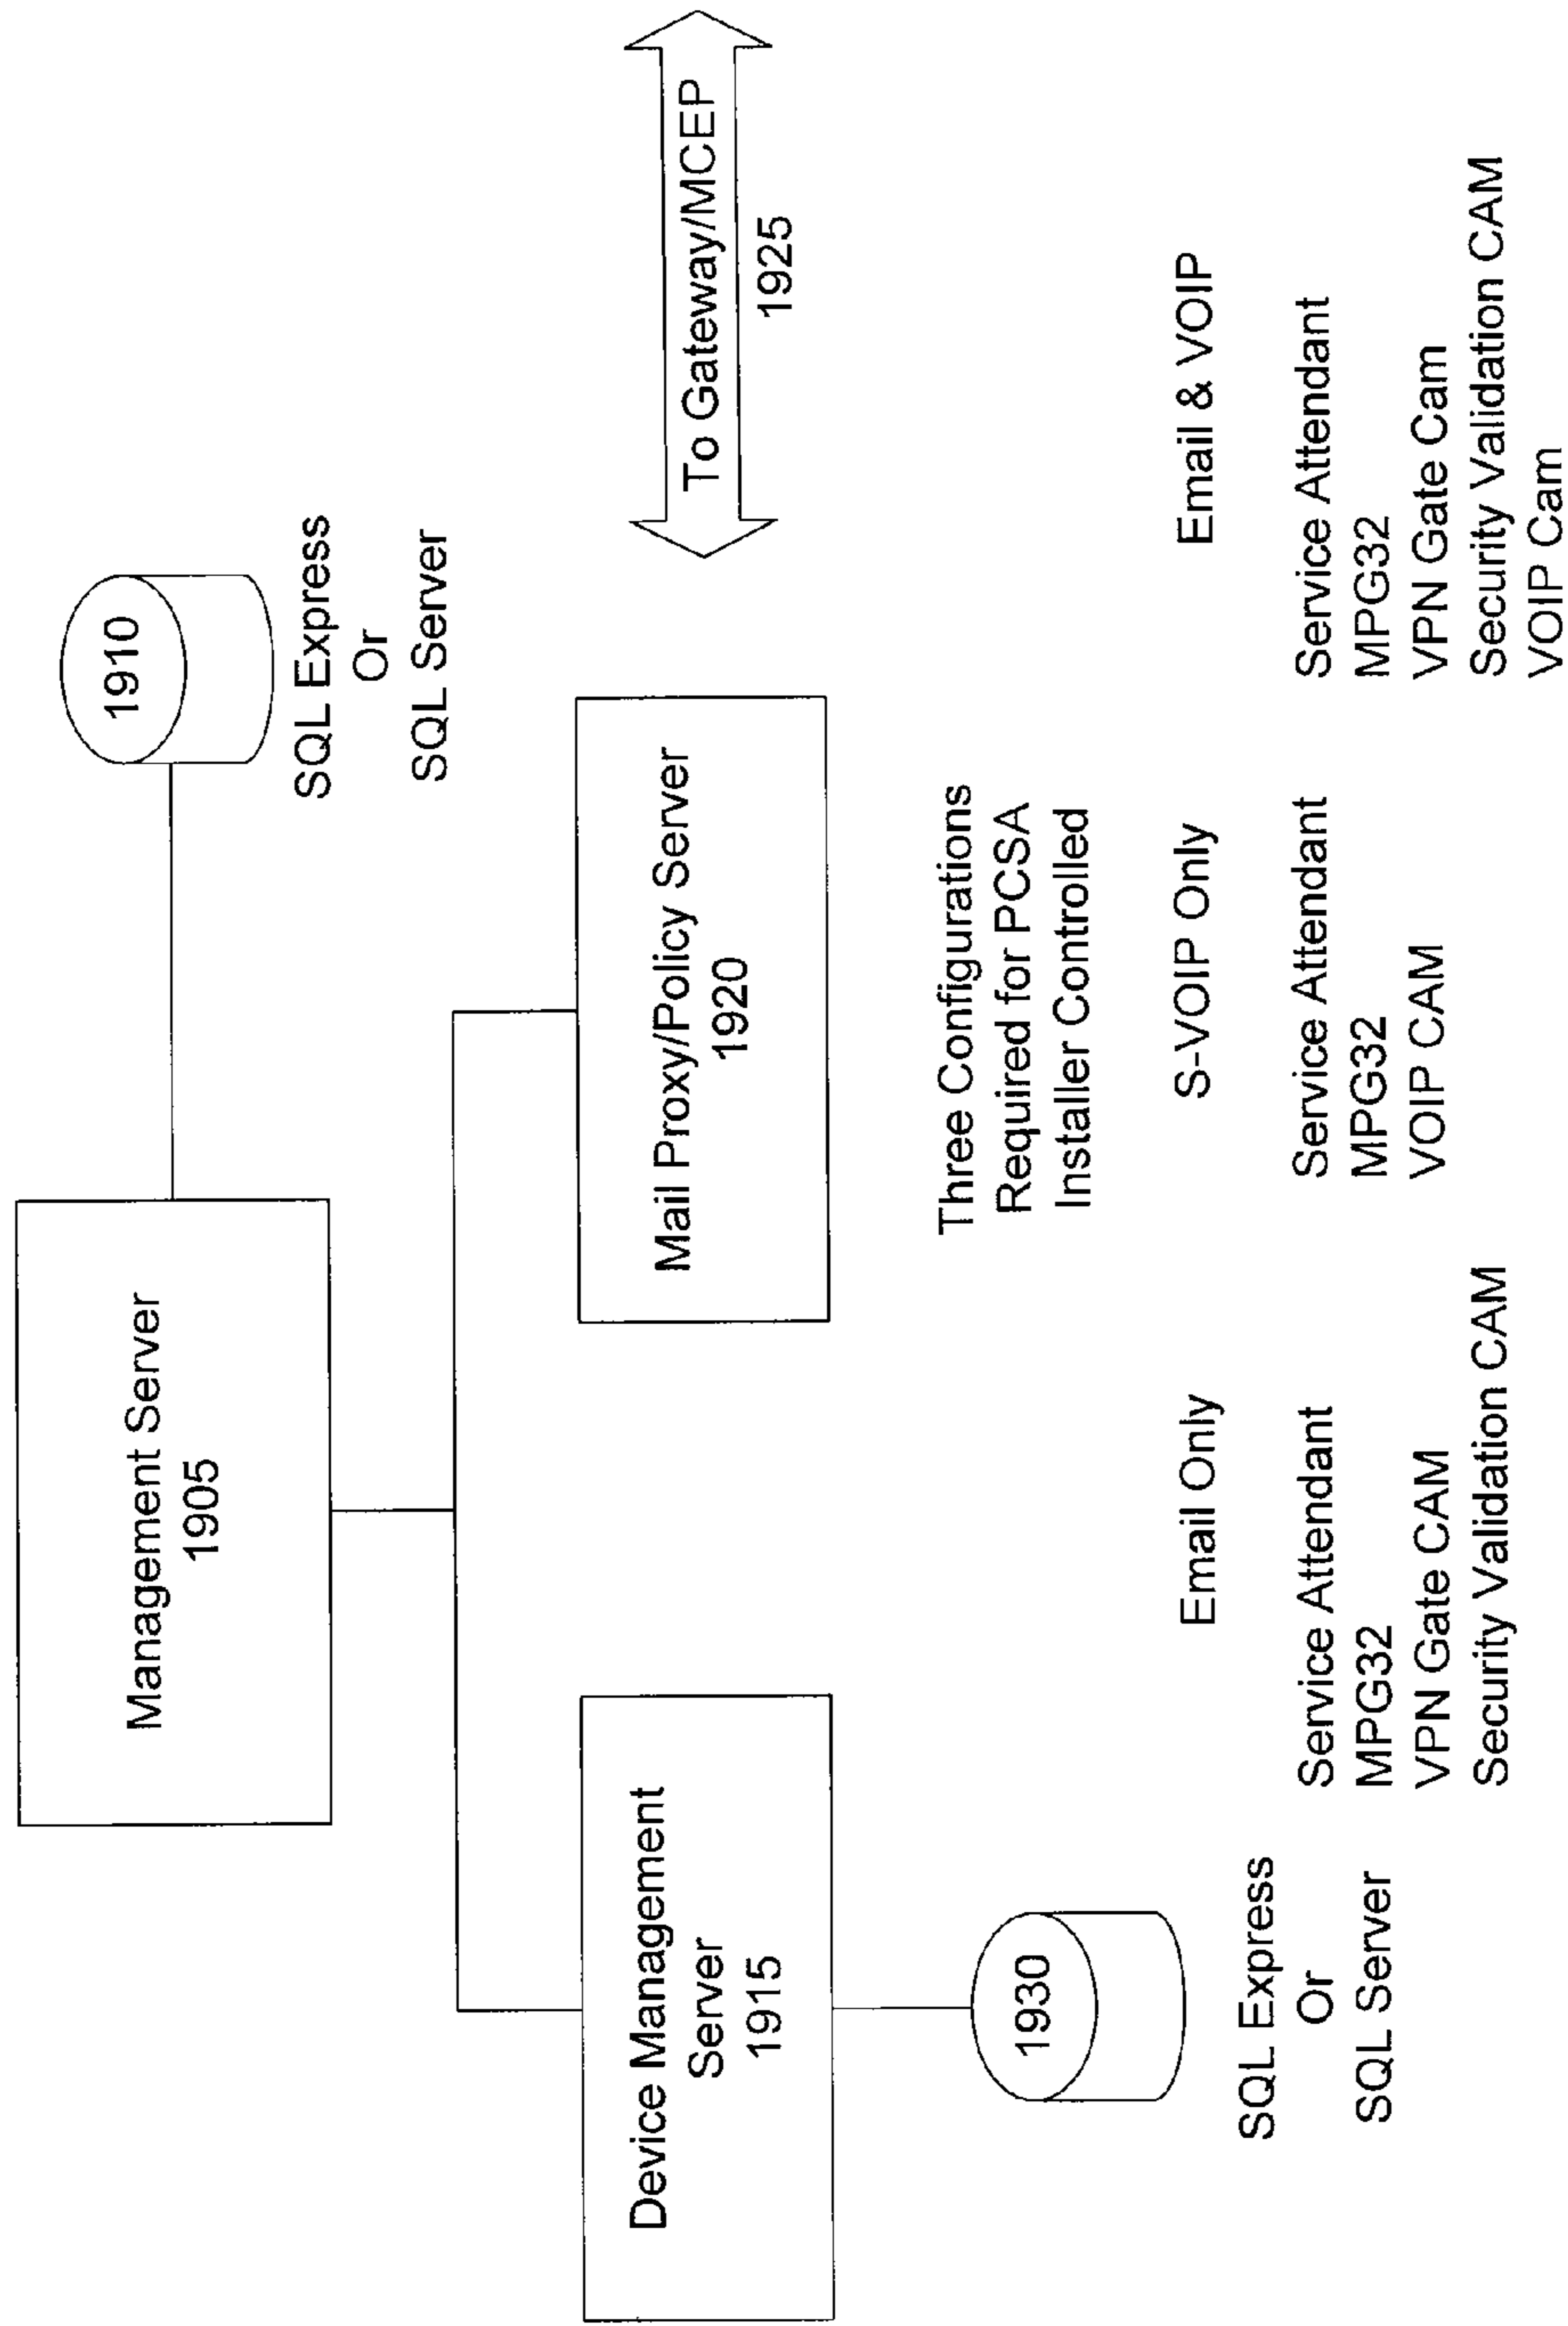 Management Server
1905
1910
SQL Express
Or
SQL Server
Device Management
Server
1915
Mail Proxy/Policy Server
1920
To Gateway/MCEP
1925
1930
SQL Express
Or
SQL Server
Three Configurations
Required for PCSA
Installer Controlled
Email Only
Service Attendant
MPG32
VPN Gate CAM
Security Validation CAM
S-VOIP Only
Service Attendant
MPG32
VOIP CAM
Email & VOIP
Service Attendant
MPG32
VPN Gate Cam
Security Validation CAM
VOIP Cam